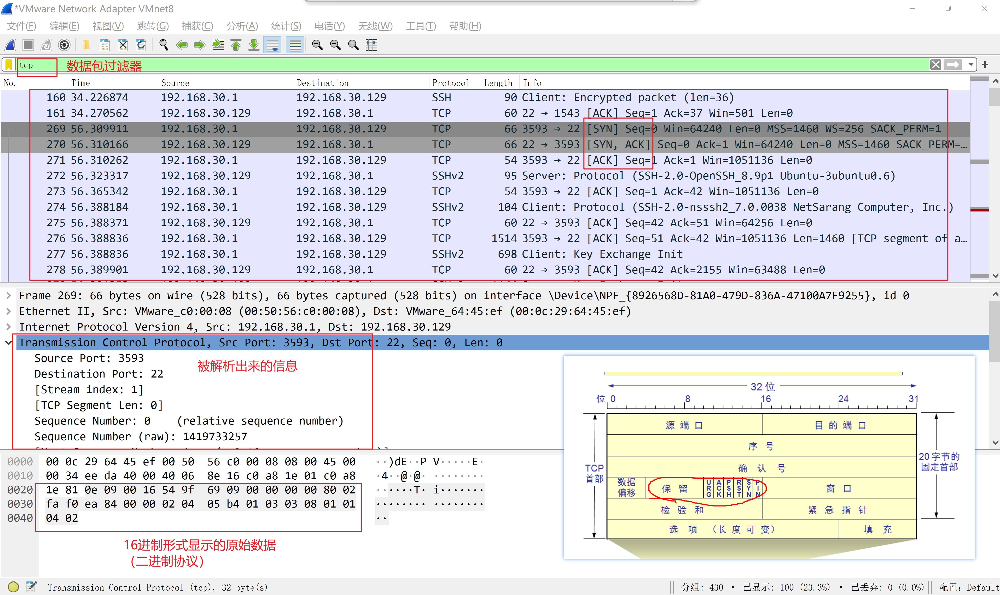 *VMware Network Adapter VMnet8
文件(F) 编辑(E) 视图(V) 跳转(G) 捕获(C) 分析(A) 统计(S) 电话(Y) 无线(W) 工具(T) 帮助(H)
tcp 数据包过滤器
No. Time Source Destination Protocol Length Info
160 34.226874 192.168.30.1 192.168.30.129 SSH 90 Client: Encrypted packet (len=36)
161 34.270562 192.168.30.129 192.168.30.1 TCP 60 22 → 1543 [ACK] Seq=1 Ack=37 Win=501 Len=0
269 56.309911 192.168.30.1 192.168.30.129 TCP 66 3593 → 22 [SYN] Seq=0 Win=64240 Len=0 MSS=1460 WS=256 SACK_PERM=1
270 56.310166 192.168.30.129 192.168.30.1 TCP 66 22 → 3593 [SYN, ACK] Seq=0 Ack=1 Win=64240 Len=0 MSS=1460 SACK_PERM=…
271 56.310262 192.168.30.1 192.168.30.129 TCP 54 3593 → 22 [ACK] Seq=1 Ack=1 Win=1051136 Len=0
272 56.323317 192.168.30.129 192.168.30.1 SSHv2 95 Server: Protocol (SSH-2.0-OpenSSH_8.9p1 Ubuntu-3ubuntu0.6)
273 56.365342 192.168.30.1 192.168.30.129 TCP 54 3593 → 22 [ACK] Seq=1 Ack=42 Win=1051136 Len=0
274 56.388184 192.168.30.1 192.168.30.129 SSHv2 104 Client: Protocol (SSH-2.0-nsssh2_7.0.0038 NetSarang Computer, Inc.)
275 56.388371 192.168.30.129 192.168.30.1 TCP 60 22 → 3593 [ACK] Seq=42 Ack=51 Win=64256 Len=0
276 56.388836 192.168.30.1 192.168.30.129 TCP 1514 3593 → 22 [ACK] Seq=51 Ack=42 Win=1051136 Len=1460 [TCP segment of a…
277 56.388836 192.168.30.1 192.168.30.129 SSHv2 698 Client: Key Exchange Init
278 56.389901 192.168.30.129 192.168.30.1 TCP 60 22 → 3593 [ACK] Seq=42 Ack=2155 Win=63488 Len=0
Frame 269: 66 bytes on wire (528 bits), 66 bytes captured (528 bits) on interface \Device\NPF_{8926568D-81A0-479D-836A-47100A7F9255}, id 0
Ethernet II, Src: VMware_c0:00:08 (00:50:56:c0:00:08), Dst: VMware_64:45:ef (00:0c:29:64:45:ef)
Internet Protocol Version 4, Src: 192.168.30.1, Dst: 192.168.30.129
Transmission Control Protocol, Src Port: 3593, Dst Port: 22, Seq: 0, Len: 0
Source Port: 3593
被解析出来的信息
Destination Port: 22
[Stream index: 1]
[TCP Segment Len: 0]
Sequence Number: 0 (relative sequence number)
Sequence Number (raw): 1419733257
0000 00 0c 29 64 45 ef 00 50 56 c0 00 08 08 00 45 00 ··)dE··P V·····E·
0010 00 34 ee da 40 00 40 06 8e 16 c0 a8 1e 01 c0 a8 ·4··@·@· ········
0020 1e 81 0e 09 00 16 54 9f 69 09 00 00 00 00 80 02 ······T· i·······
0030 fa f0 ea 84 00 00 02 04 05 b4 01 03 03 08 01 01 ········ ········
0040 04 02 ··
16进制形式显示的原始数据
（二进制协议）
32 位
位 0 8 16 24 31
源 端 口 目 的 端 口
序 号
确 认 号
TCP
首部
20 字节的
固定首部
数据
偏移
保 留 URG ACK PSH RST SYN FIN 窗 口
检 验 和 紧 急 指 针
选 项 （长 度 可 变） 填 充
Transmission Control Protocol (tcp), 32 byte(s) 分组: 430 · 已显示: 100 (23.3%) · 已丢弃: 0 (0.0%) 配置: Default